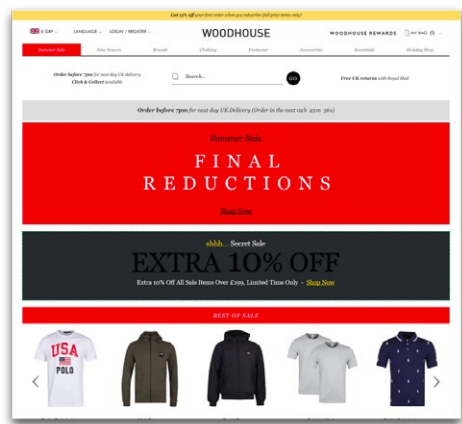 Get 15% off your first order when you subscribe (full price items only)
£ GBP
LANGUAGE
LOGIN / REGISTER
WOODHOUSE
WOODHOUSE REWARDS
MY BAG (0)
Summer Sale
New Season
Brands
Clothing
Footwear
Accessories
Essentials
Holiday Shop
Order before 7pm for next day UK delivery
Click & Collect available
Search...
GO
Free UK returns with Royal Mail
Order before 7pm for next day UK Delivery (Order in the next 02h 23m 36s)
Summer Sale
FINAL
REDUCTIONS
Shop Now
shhh... Secret Sale
EXTRA 10% OFF
Extra 10% Off All Sale Items Over £199, Limited Time Only - Shop Now
BEST OF SALE
USA
POLO